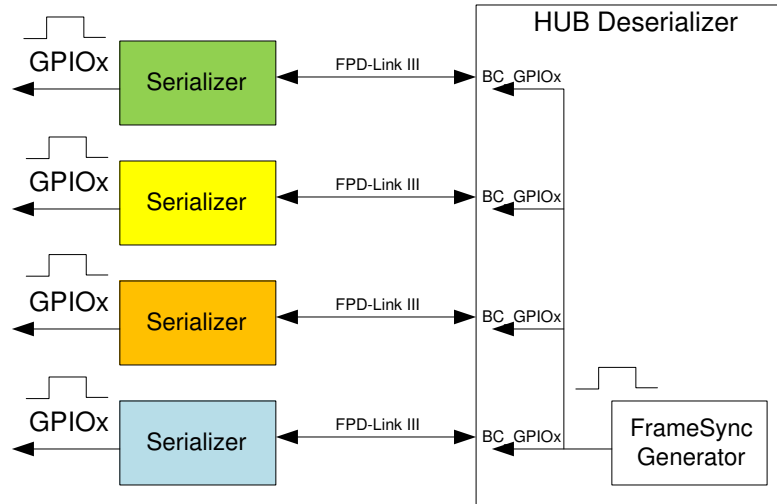 HUB Deserializer
GPIOx
Serializer
FPD-Link III
BC_GPIOx
GPIOx
Serializer
FPD-Link III
BC_GPIOx
GPIOx
Serializer
FPD-Link III
BC_GPIOx
GPIOx
Serializer
FPD-Link III
BC_GPIOx
FrameSync
Generator